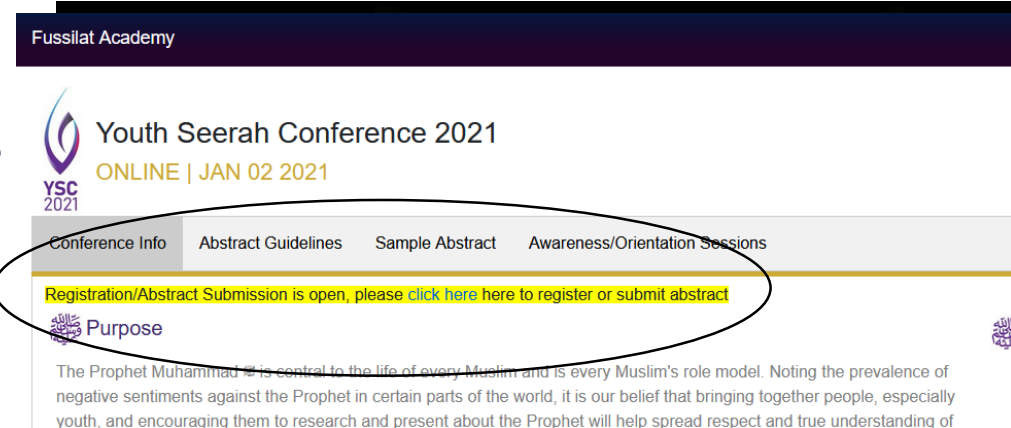 Fussilat Academy
Youth Seerah Conference 2021
ONLINE | JAN 02 2021
YSC
2021
Conference Info Abstract Guidelines Sample Abstract Awareness/Orientation Sessions
Registration/Abstract Submission is open, please click here here to register or submit abstract
ﷺ Purpose
The Prophet Muhammad ﷺ is central to the life of every Muslim and is every Muslim's role model. Noting the prevalence of
negative sentiments against the Prophet in certain parts of the world, it is our belief that bringing together people, especially
youth, and encouraging them to research and present about the Prophet will help spread respect and true understanding of